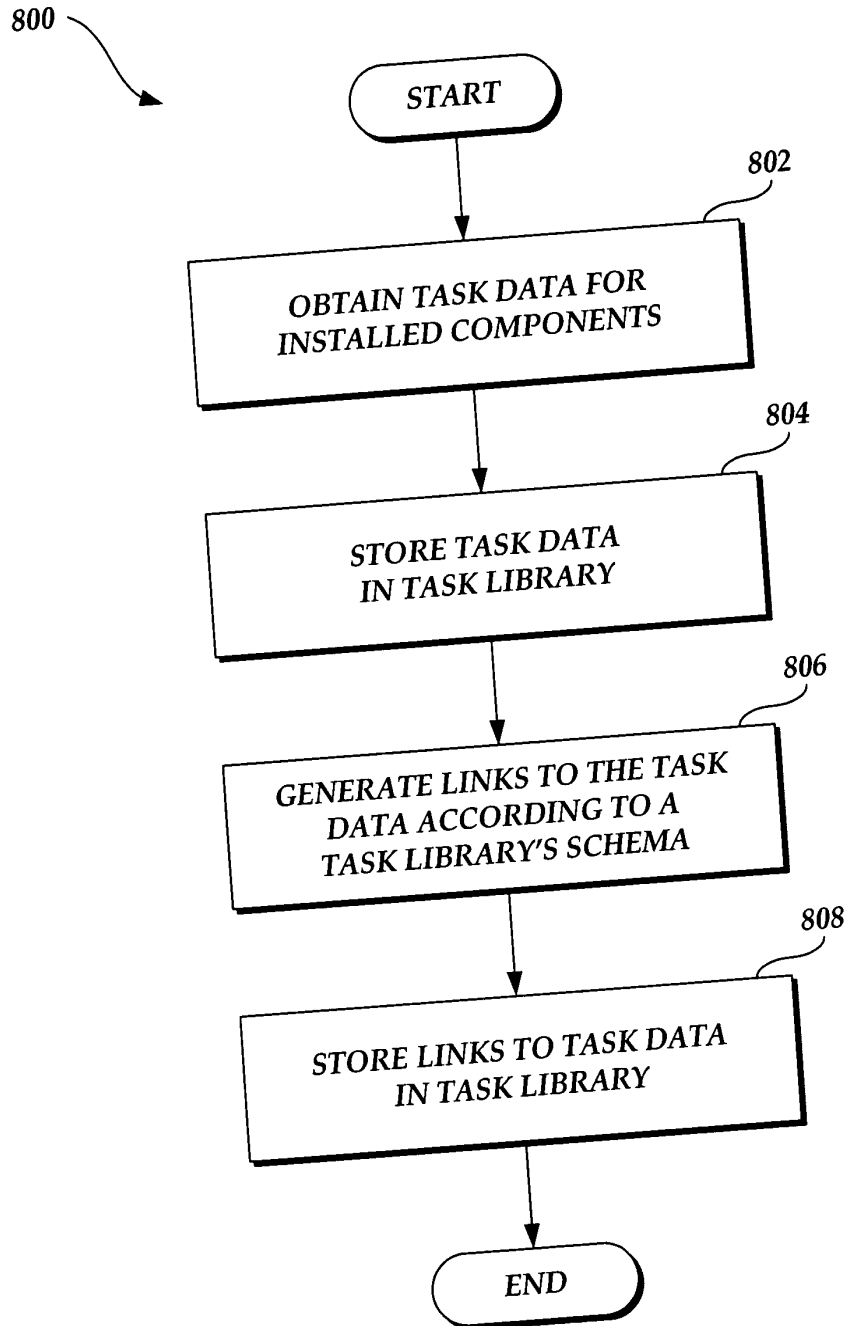 800
START
802
OBTAIN TASK DATA FOR
INSTALLED COMPONENTS
804
STORE TASK DATA
IN TASK LIBRARY
806
GENERATE LINKS TO THE TASK
DATA ACCORDING TO A
TASK LIBRARY'S SCHEMA
808
STORE LINKS TO TASK DATA
IN TASK LIBRARY
END